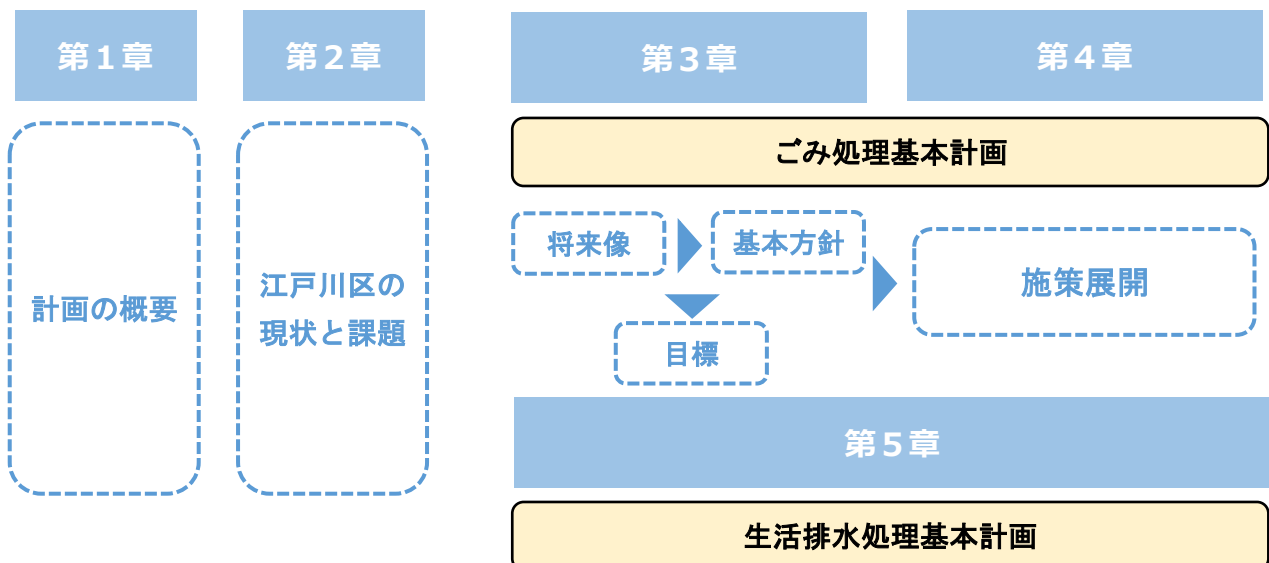 第１章
計画の概要
第２章
江戸川区の
現状と課題
第３章
第４章
ごみ処理基本計画
将来像
基本方針
目標
施策展開
第５章
生活排水処理基本計画